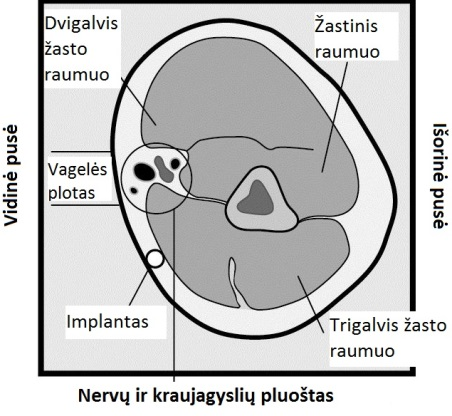 Dvigalvis
žasto
raumuo
Žastinis
raumuo
Vidinė pusė
Vagelės
plotas
Išorinė pusė
Implantas
Trigalvis žasto
raumuo
Nervų ir kraujagyslių pluoštas